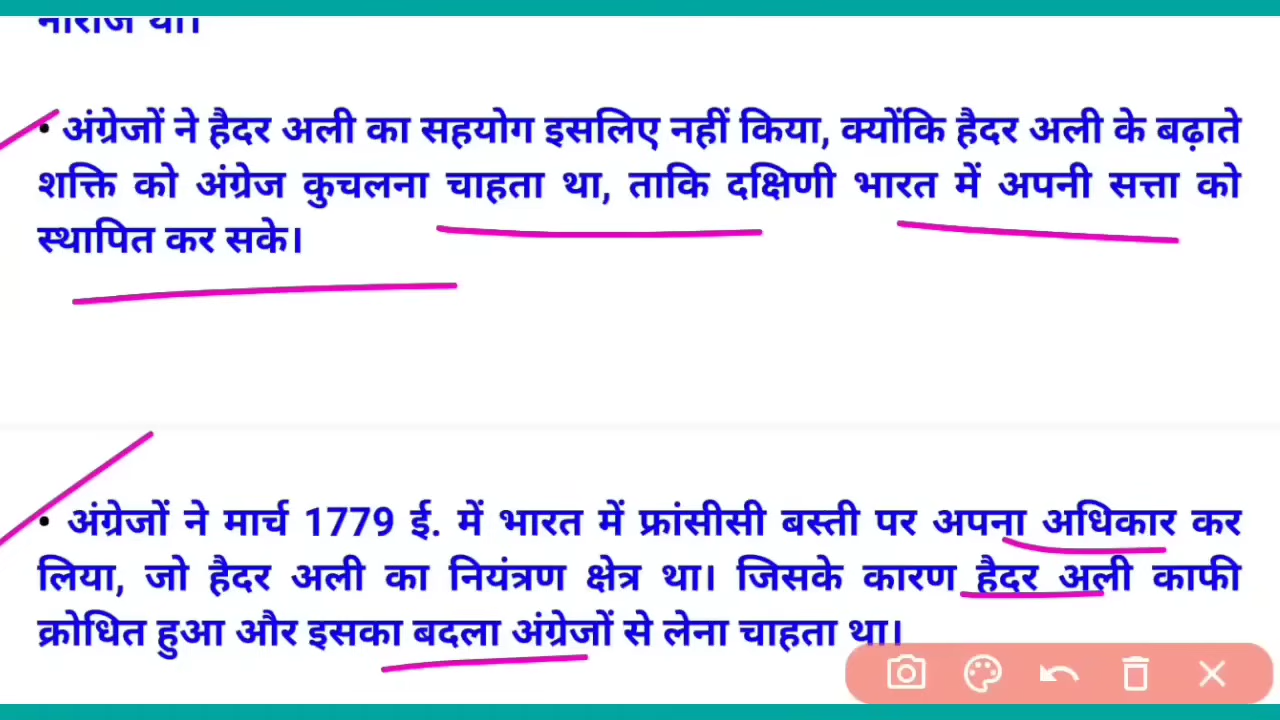 नाराज था।
• अंग्रेजों ने हैदर अली का सहयोग इसलिए नहीं किया, क्योंकि हैदर अली के बढ़ाते
शक्ति को अंग्रेज कुचलना चाहता था, ताकि दक्षिणी भारत में अपनी सत्ता को
स्थापित कर सके।
• अंग्रेजों ने मार्च 1779 ई. में भारत में फ्रांसीसी बस्ती पर अपना अधिकार कर
लिया, जो हैदर अली का नियंत्रण क्षेत्र था। जिसके कारण हैदर अली काफी
क्रोधित हुआ और इसका बदला अंग्रेजों से लेना चाहता था।